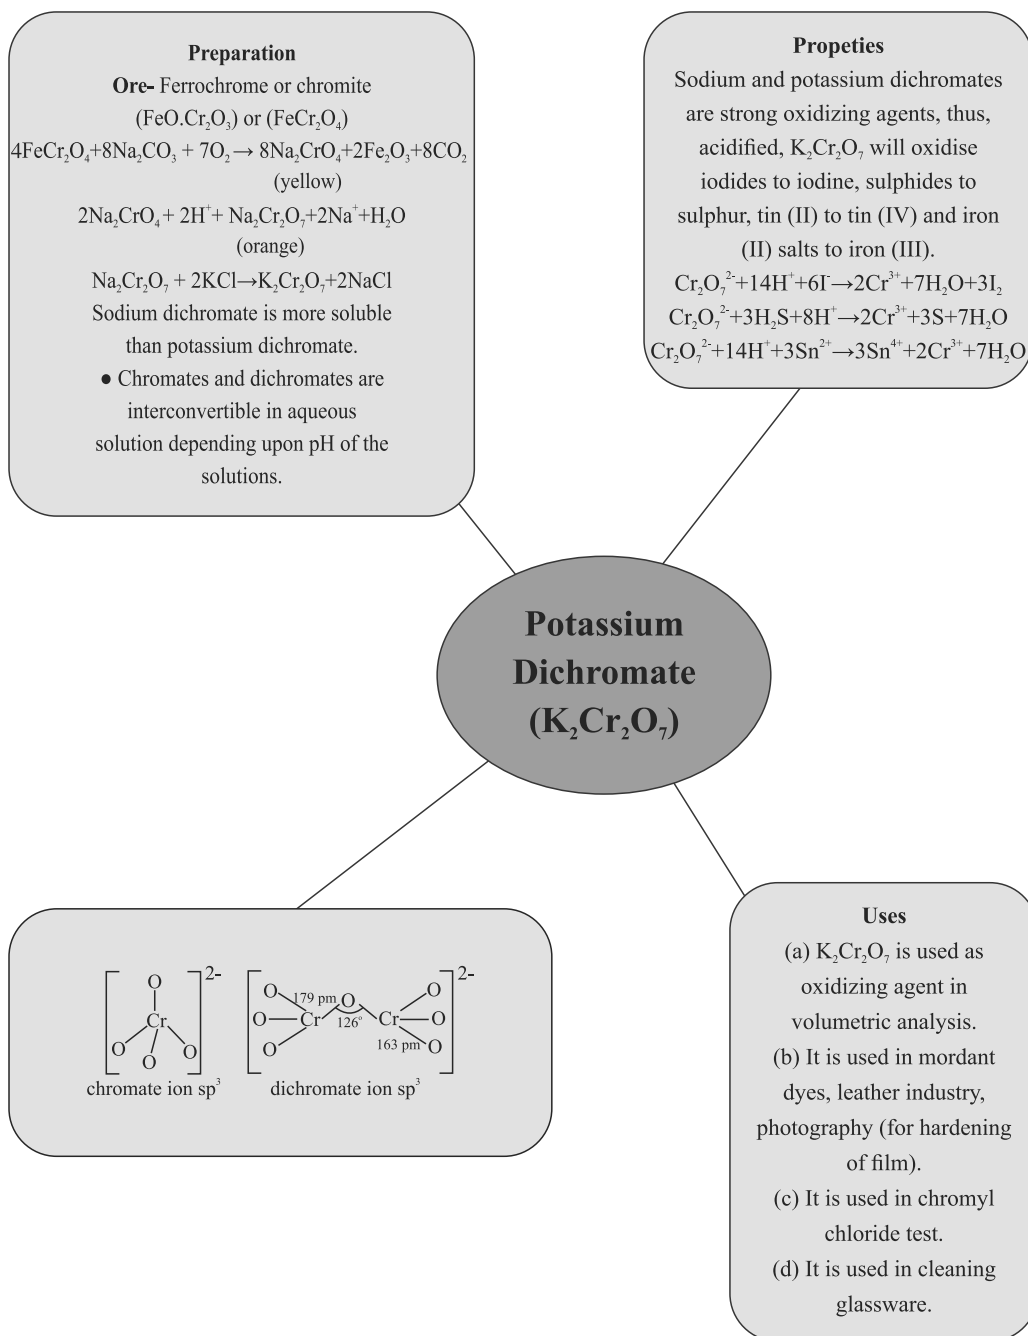 Preparation
Ore- Ferrochrome or chromite
(FeO.Cr₂O₃) or (FeCr₂O₄)
4FeCr₂O₄+8Na₂CO₃ + 7O₂ → 8Na₂CrO₄+2Fe₂O₃+8CO₂
(yellow)
2Na₂CrO₄ + 2H⁺+ Na₂Cr₂O₇+2Na⁺+H₂O
(orange)
Na₂Cr₂O₇ + 2KCl→K₂Cr₂O₇+2NaCl
Sodium dichromate is more soluble
than potassium dichromate.
● Chromates and dichromates are
interconvertible in aqueous
solution depending upon pH of the
solutions.
Propeties
Sodium and potassium dichromates
are strong oxidizing agents, thus,
acidified, K₂Cr₂O₇ will oxidise
iodides to iodine, sulphides to
sulphur, tin (II) to tin (IV) and iron
(II) salts to iron (III).
Cr₂O₇²⁻+14H⁺+6I⁻→2Cr³⁺+7H₂O+3I₂
Cr₂O₇²⁻+3H₂S+8H⁺→2Cr³⁺+3S+7H₂O
Cr₂O₇²⁻+14H⁺+3Sn²⁺→3Sn⁴⁺+2Cr³⁺+7H₂O
Potassium
Dichromate
(K₂Cr₂O₇)
2-
O
Cr
O O O
chromate ion sp³
2-
O 179 pm O O
O Cr 126° Cr O
O 163 pm O
dichromate ion sp³
Uses
(a) K₂Cr₂O₇ is used as
oxidizing agent in
volumetric analysis.
(b) It is used in mordant
dyes, leather industry,
photography (for hardening
of film).
(c) It is used in chromyl
chloride test.
(d) It is used in cleaning
glassware.